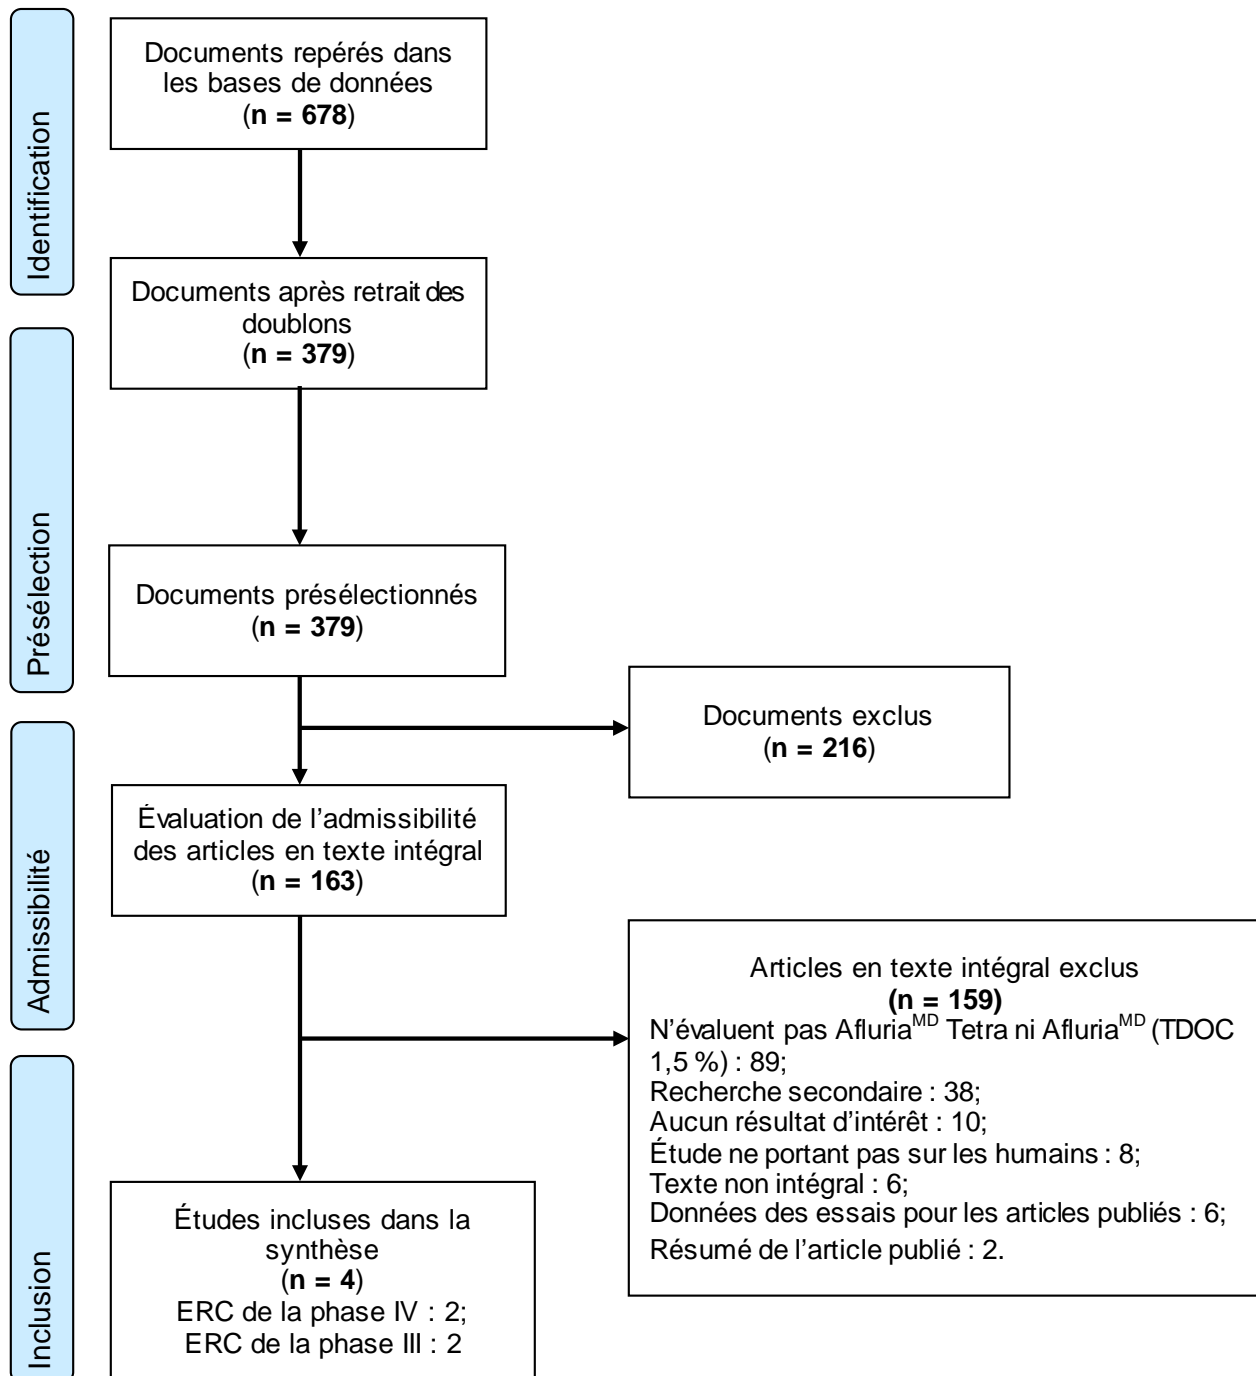 Identification
Documents repérés dans
les bases de données
(n = 678)
Documents après retrait des
doublons
(n = 379)
Présélection
Documents présélectionnés
(n = 379)
Documents exclus
(n = 216)
Admissibilité
Évaluation de l’admissibilité
des articles en texte intégral
(n = 163)
Articles en texte intégral exclus
(n = 159)
N’évaluent pas Afluria^MD Tetra ni Afluria^MD (TDOC
1,5 %) : 89;
Recherche secondaire : 38;
Aucun résultat d’intérêt : 10;
Étude ne portant pas sur les humains : 8;
Texte non intégral : 6;
Données des essais pour les articles publiés : 6;
Résumé de l’article publié : 2.
Inclusion
Études incluses dans la
synthèse
(n = 4)
ERC de la phase IV : 2;
ERC de la phase III : 2